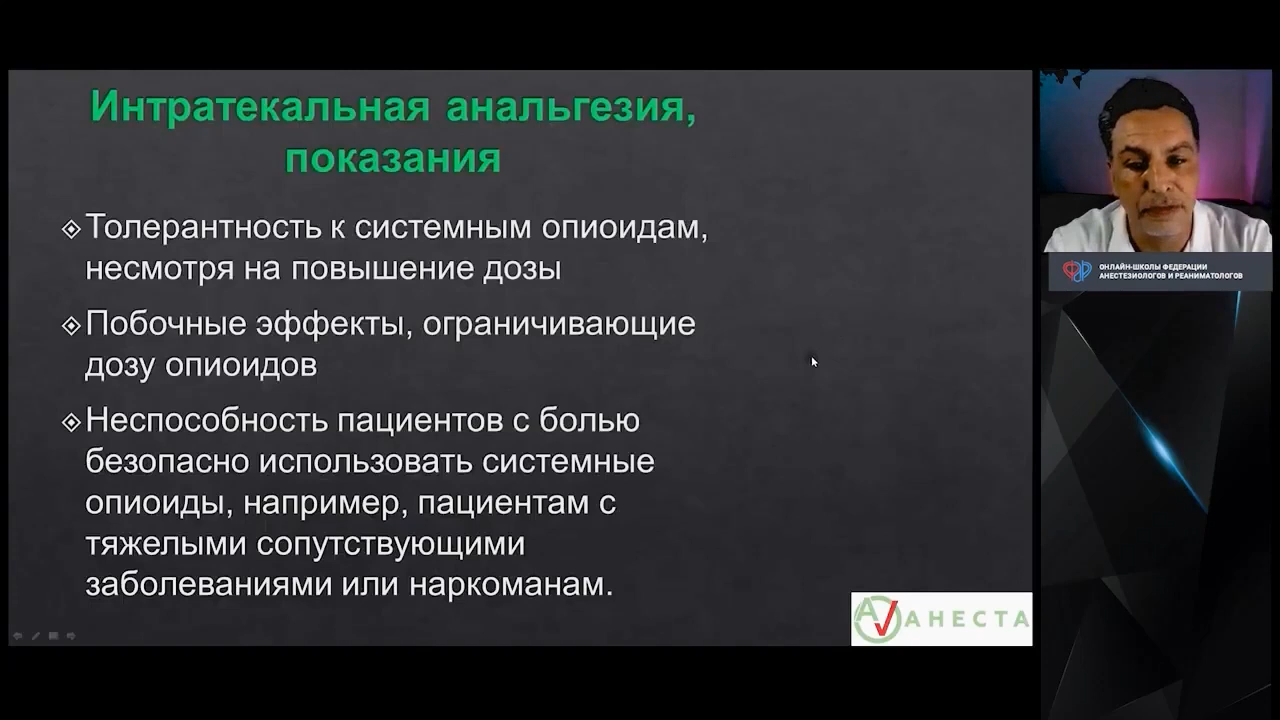 Интратекальная анальгезия,
показания
Толерантность к системным опиоидам,
несмотря на повышение дозы
Побочные эффекты, ограничивающие
дозу опиоидов
Неспособность пациентов с болью
безопасно использовать системные
опиоиды, например, пациентам с
тяжелыми сопутствующими
заболеваниями или наркоманам.
АНЕСТА
ОНЛАЙН-ШКОЛЫ ФЕДЕРАЦИИ
АНЕСТЕЗИОЛОГОВ И РЕАНИМАТОЛОГОВ